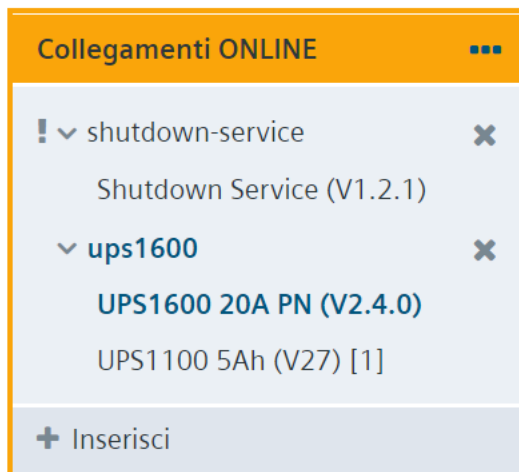 Collegamenti ONLINE
! shutdown-service
Shutdown Service (V1.2.1)
ups1600
UPS1600 20A PN (V2.4.0)
UPS1100 5Ah (V27) [1]
Inserisci